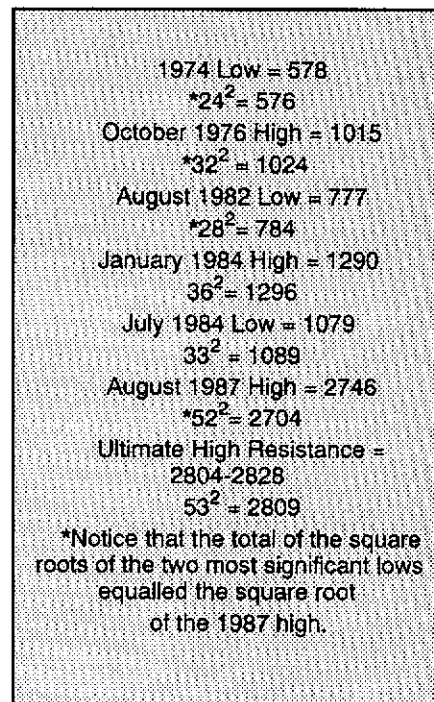 1974 Low = 578
*24²= 576
October 1976 High = 1015
*32² = 1024
August 1982 Low = 777
*28²= 784
January 1984 High = 1290
36²= 1296
July 1984 Low = 1079
33² = 1089
August 1987 High = 2746
*52² = 2704
Ultimate High Resistance =
2804-2828
53² = 2809
*Notice that the total of the square
roots of the two most significant lows
equalled the square root
of the 1987 high.